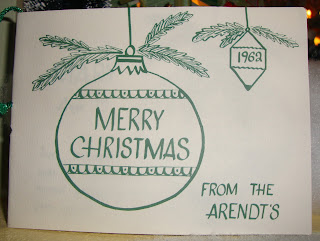 1962
MERRY
CHRISTMAS
FROM THE
ARENDT'S